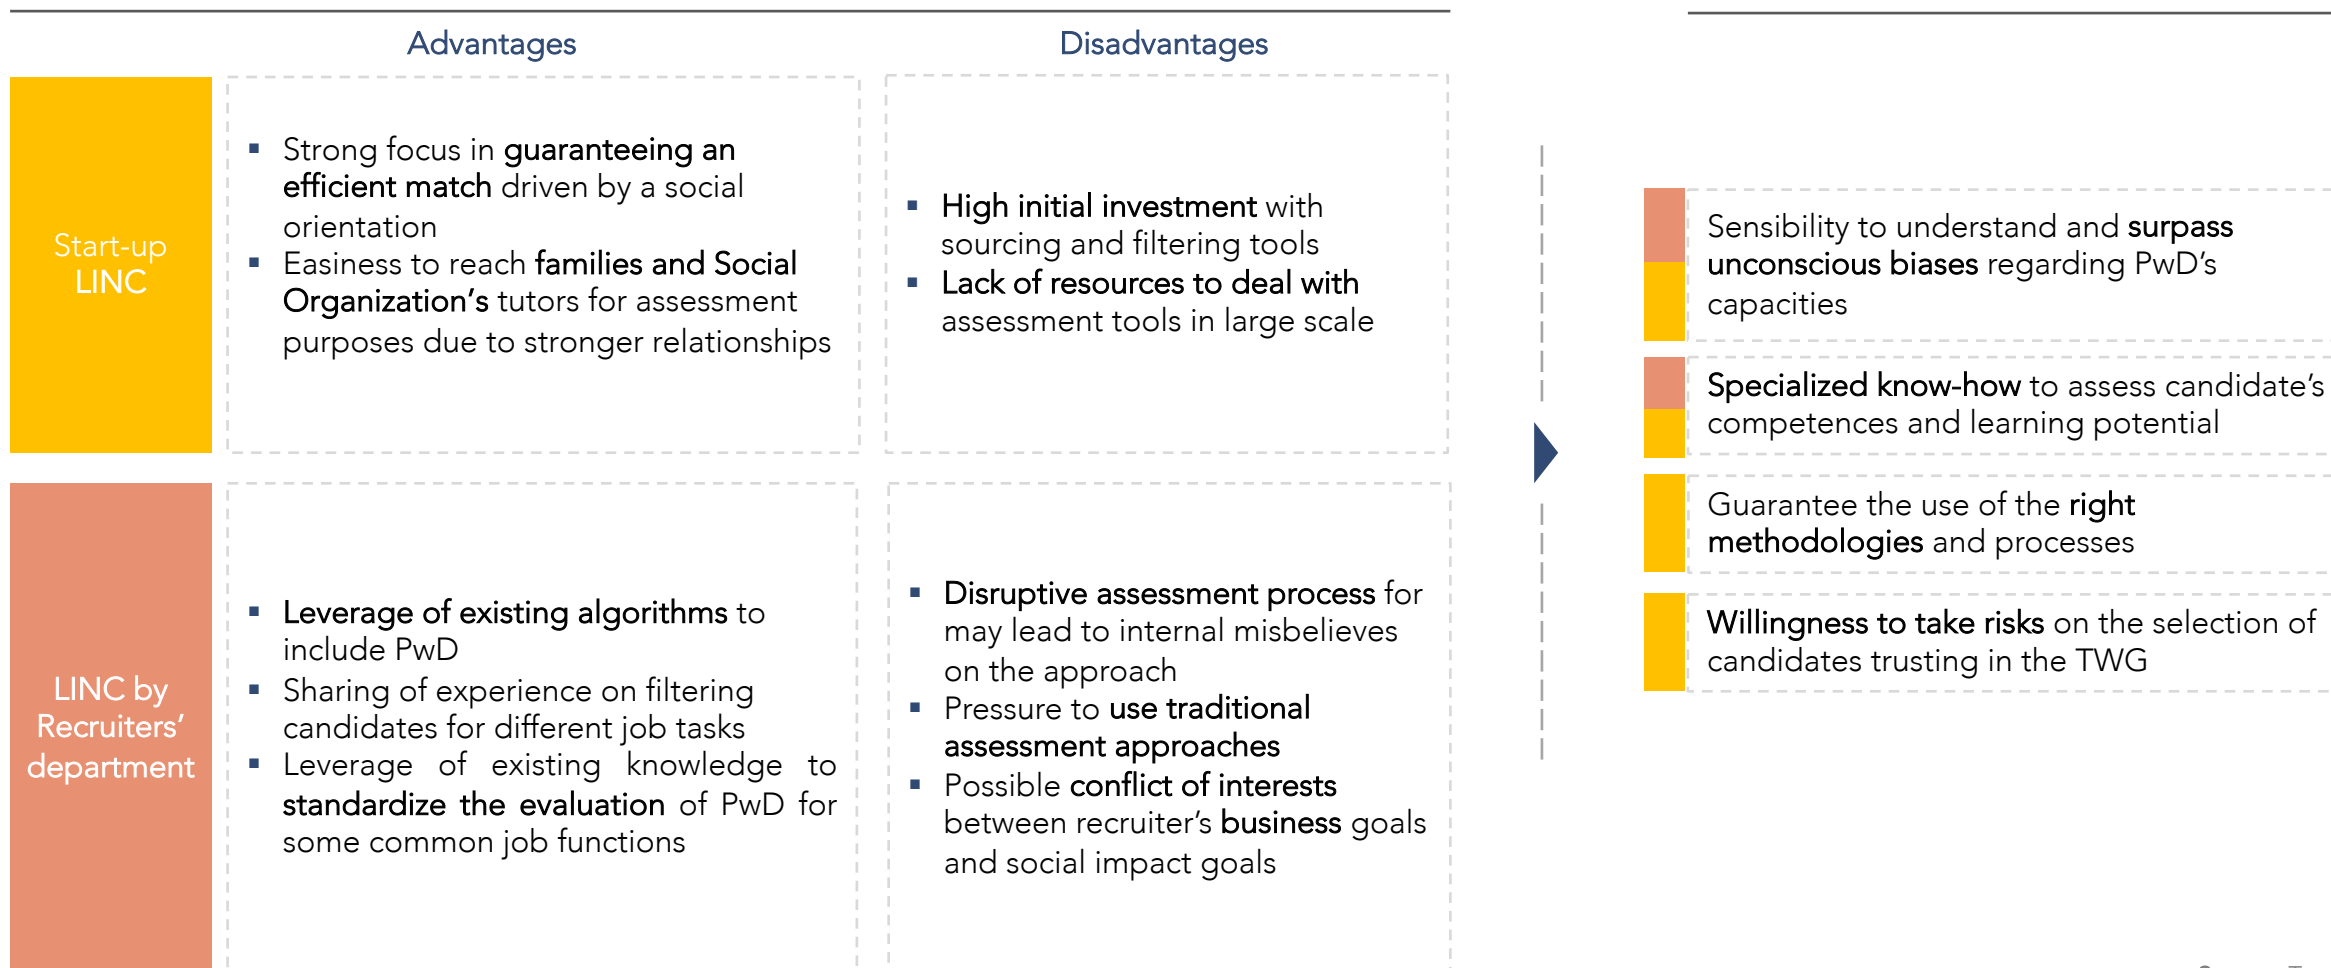 Advantages
Disadvantages
Start-up
LINC
▪ Strong focus in guaranteeing an
efficient match driven by a social
orientation
▪ Easiness to reach families and Social
Organization’s tutors for assessment
purposes due to stronger relationships
▪ High initial investment with
sourcing and filtering tools
▪ Lack of resources to deal with
assessment tools in large scale
LINC by
Recruiters’
department
▪ Leverage of existing algorithms to
include PwD
▪ Sharing of experience on filtering
candidates for different job tasks
▪ Leverage of existing knowledge to
standardize the evaluation of PwD for
some common job functions
▪ Disruptive assessment process for
may lead to internal misbelieves
on the approach
▪ Pressure to use traditional
assessment approaches
▪ Possible conflict of interests
between recruiter’s business goals
and social impact goals
Sensibility to understand and surpass
unconscious biases regarding PwD’s
capacities
Specialized know-how to assess candidate’s
competences and learning potential
Guarantee the use of the right
methodologies and processes
Willingness to take risks on the selection of
candidates trusting in the TWG